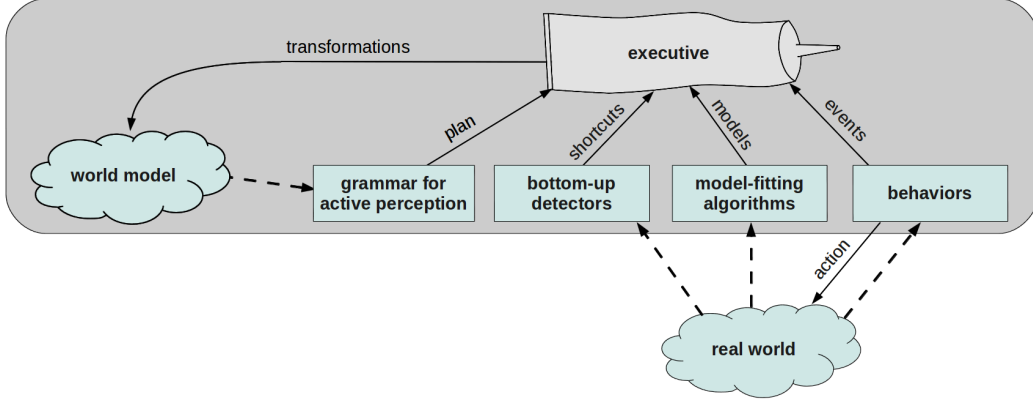 transformations
executive
plan
shortcuts
models
events
world model
grammar for
active perception
bottom-up
detectors
model-fitting
algorithms
behaviors
action
real world